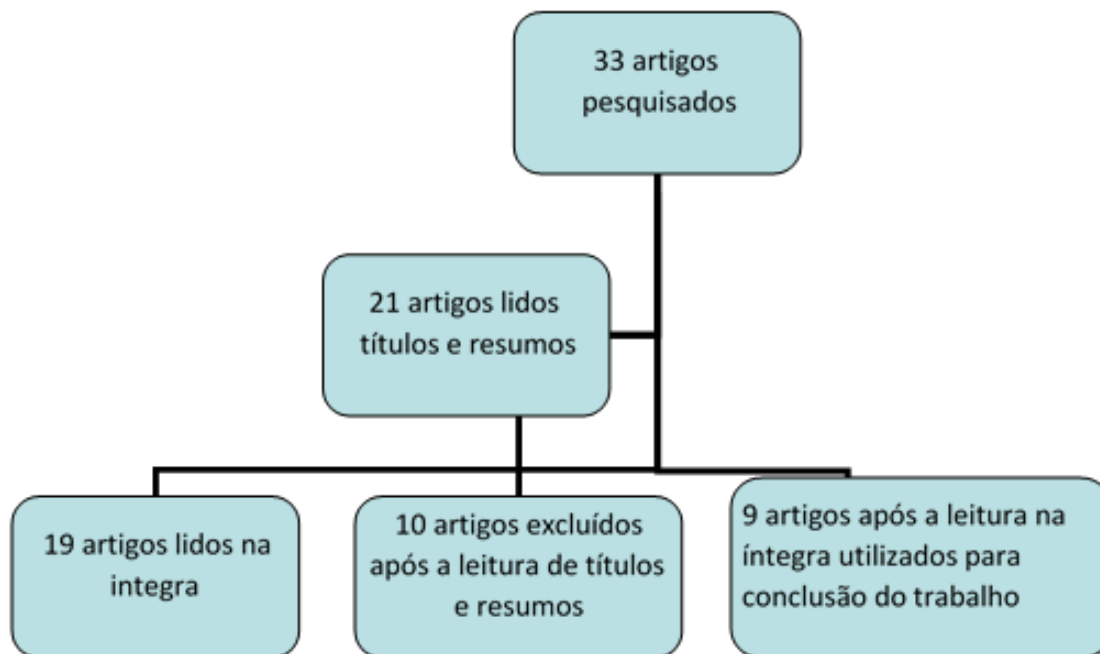 33 artigos
pesquisados
21 artigos lidos
títulos e resumos
19 artigos lidos na
integra
10 artigos excluídos
após a leitura de títulos
e resumos
9 artigos após a leitura na
íntegra utilizados para
conclusão do trabalho